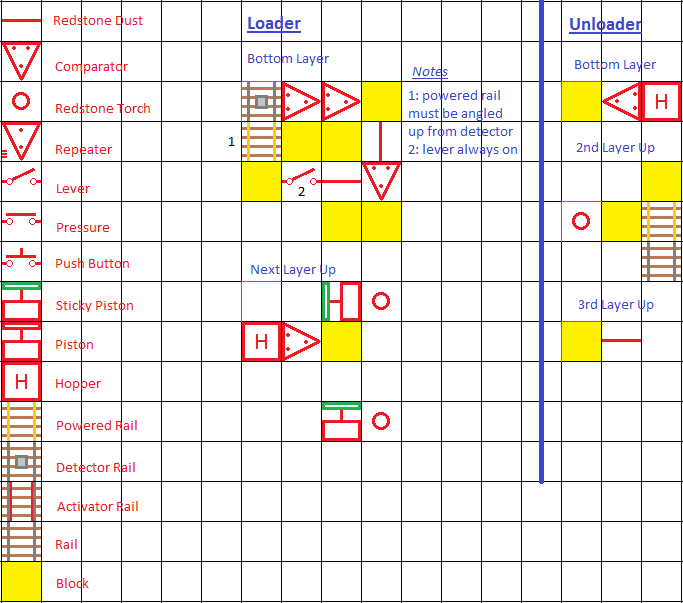 Redstone Dust
Comparator
Redstone Torch
Repeater
Lever
Pressure
Push Button
Sticky Piston
Piston
H
Hopper
Powered Rail
Detector Rail
Activator Rail
Rail
Block
Loader
Bottom Layer
1
2
Notes
1: powered rail
must be angled
up from detector
2: lever always on
Next Layer Up
H
Unloader
Bottom Layer
H
2nd Layer Up
3rd Layer Up